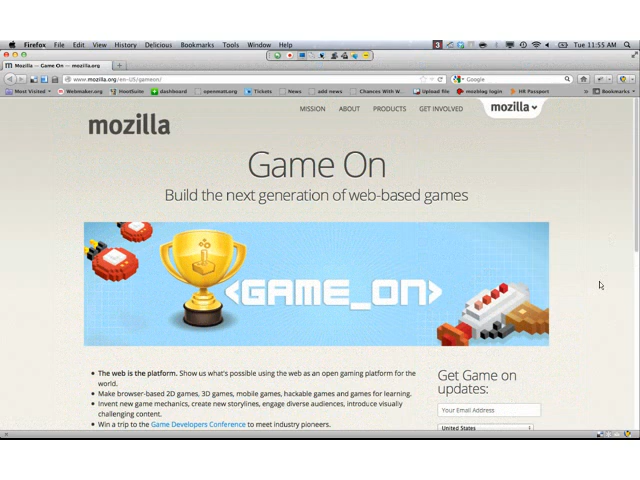 Firefox File Edit View History Delicious Bookmarks Tools Window Help Tue 11:55 AM
Mozilla — Game On — mozilla.org
www.mozilla.org/en-US/gameon/ Google
Most Visited Webmaker.org HootSuite dashboard openmatt.org Tickets News add news Chances With W... Upload file mozblog login HR Passport Bookmarks
MISSION ABOUT PRODUCTS GET INVOLVED mozilla
mozilla
Game On
Build the next generation of web-based games
<GAME_ON>
The web is the platform. Show us what's possible using the web as an open gaming platform for the
world.
Make browser-based 2D games, 3D games, mobile games, hackable games and games for learning.
Invent new game mechanics, create new storylines, engage diverse audiences, introduce visually
challenging content.
Win a trip to the Game Developers Conference to meet industry pioneers.
Get Game on
updates:
Your Email Address
United States